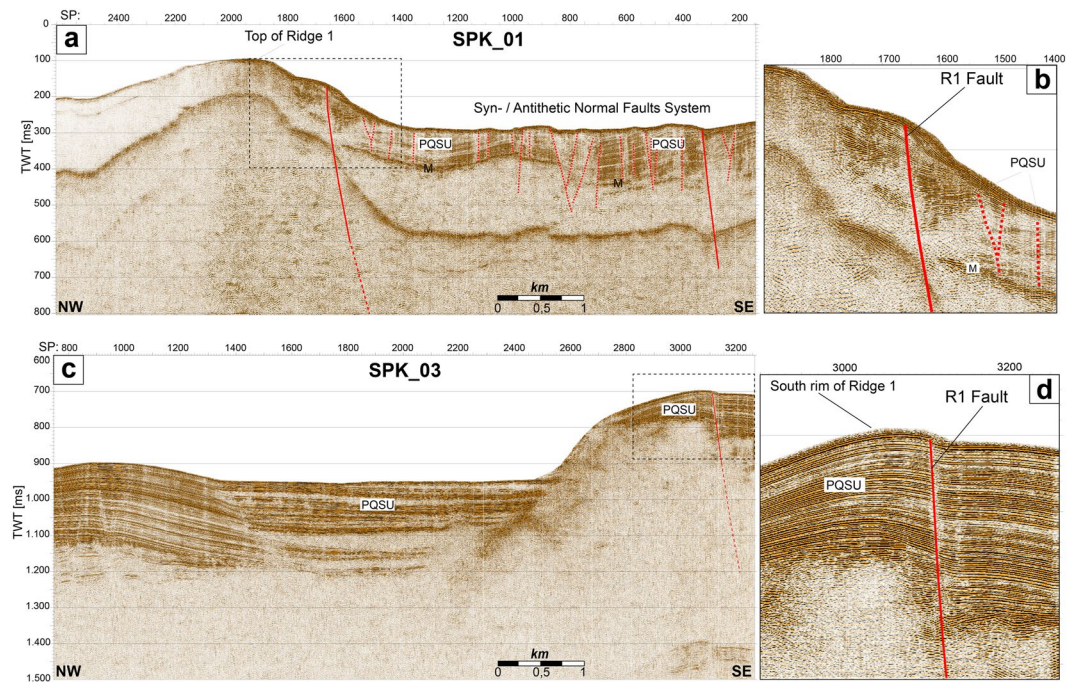 SP: 2400 2200 2000 1800 1600 1400 1200 1000 800 600 400 200
a
Top of Ridge 1
SPK_01
Syn- / Antithetic Normal Faults System
TWT [ms]
0
100
200
300
400
500
600
700
800
PQSU
PQSU
M
M
km
0 0,5 1
NW
SE
1800 1700 1600 1500 1400
b
R1 Fault
PQSU
M
SP: 800 1000 1200 1400 1600 1800 2000 2200 2400 2600 2800 3000 3200
c
SPK_03
TWT [ms]
600
700
800
900
1.000
1.100
1.200
1.300
1.400
1.500
PQSU
PQSU
km
0 0,5 1
NW
SE
3000 3200
d
South rim of Ridge 1
R1 Fault
PQSU